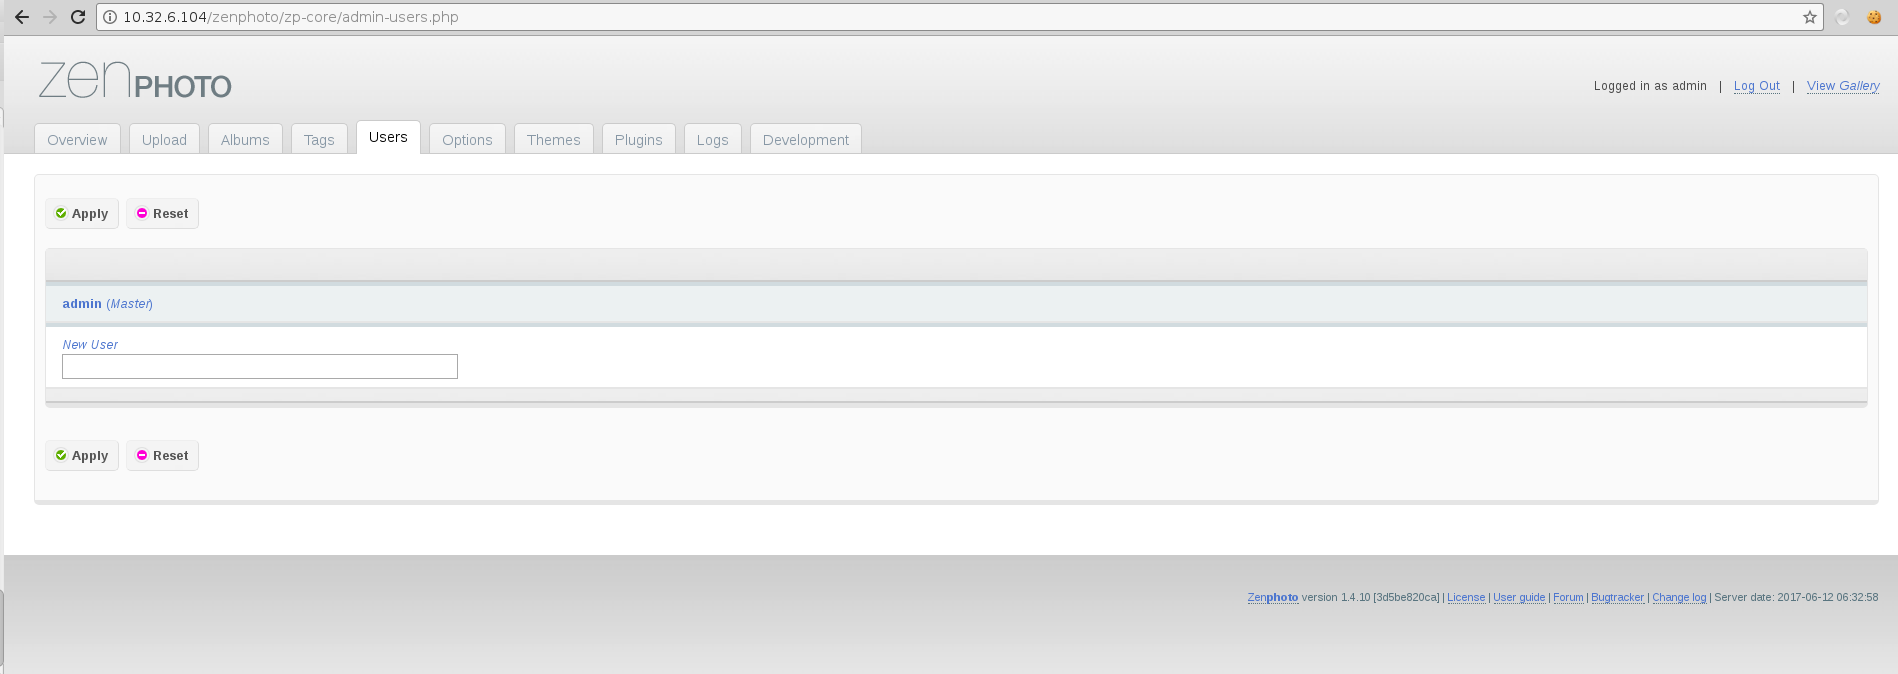 10.32.6.104/zenphoto/zp-core/admin-users.php
zenPHOTO
Logged in as admin | Log Out | View Gallery
Overview Upload Albums Tags Users Options Themes Plugins Logs Development
Apply Reset
admin (Master)
New User
Apply Reset
Zenphoto version 1.4.10 [3d5be820ca] | License | User guide | Forum | Bugtracker | Change log | Server date: 2017-06-12 06:32:58